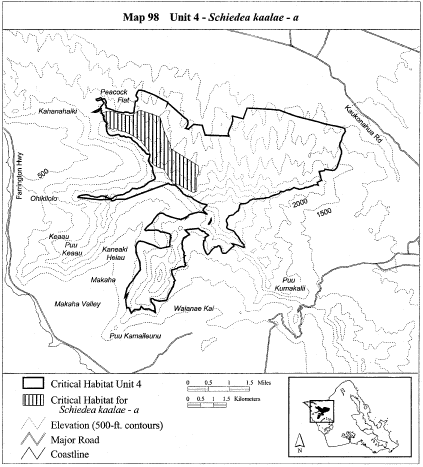 Map 98 Unit 4 - Schiedea kaalae - a
Peacock
Flat
Kahanahaiki
Kaukonahua Rd
Farrington Hwy
500
Ohikilolo
2000
1500
Keaau
Puu
Keaau
Kaneaki
Heiau
Makaha
Puu
Kumakalii
Makaha Valley
Waianae Kai
Puu Kamaileunu
Critical Habitat Unit 4
Critical Habitat for
Schiedea kaalae - a
Elevation (500-ft. contours)
Major Road
Coastline
0 0.5 1 1.5 Miles
0 0.5 1 1.5 Kilometers
N